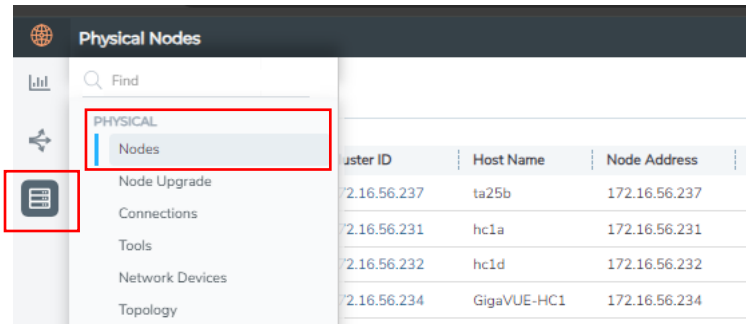 Physical Nodes
Find
PHYSICAL
Nodes
Node Upgrade
Connections
Tools
Network Devices
Topology
uster ID Host Name Node Address
72.16.56.237 ta25b 172.16.56.237
72.16.56.231 hc1a 172.16.56.231
72.16.56.232 hc1d 172.16.56.232
72.16.56.234 GigaVUE-HC1 172.16.56.234